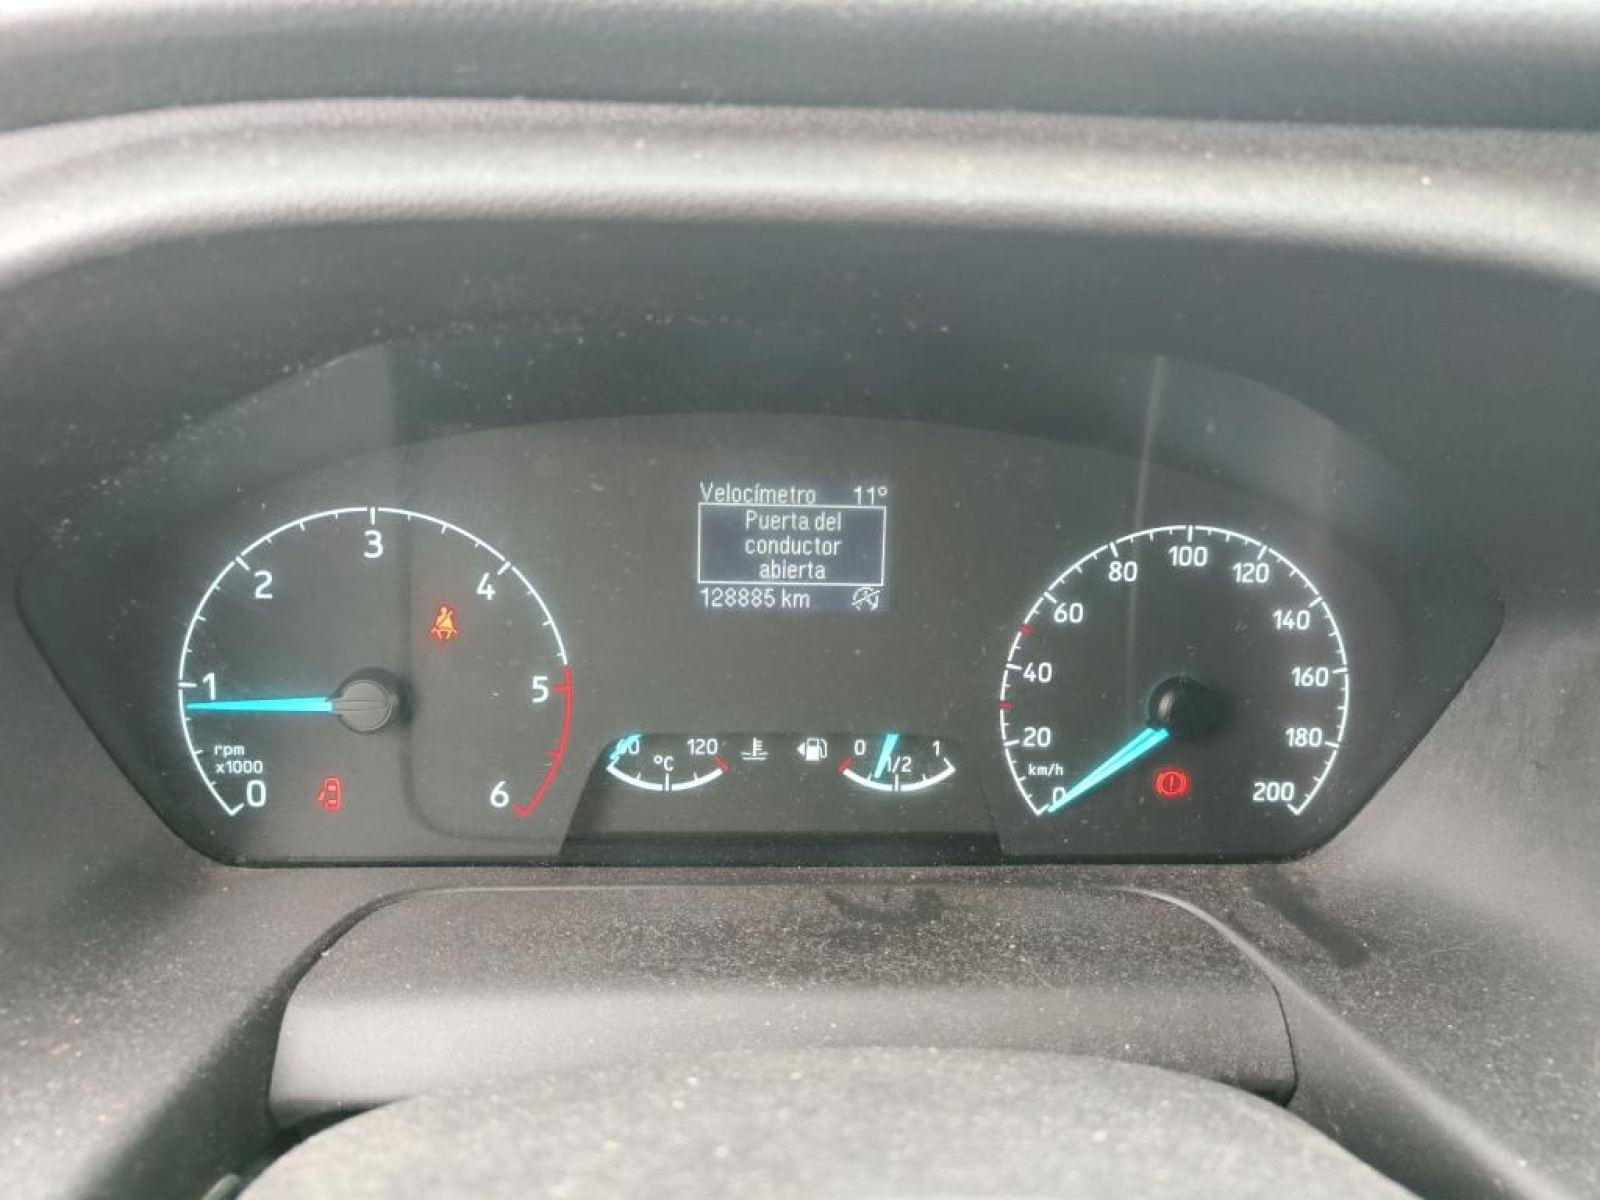 Velocímetro 11°
Puerta del
conductor
abierta
128885 km
0 1 2 3 4 5 6
rpm
x1000
60 120
°C
0 1/2 1
0 20 40 60 80 100 120 140 160 180 200
km/h